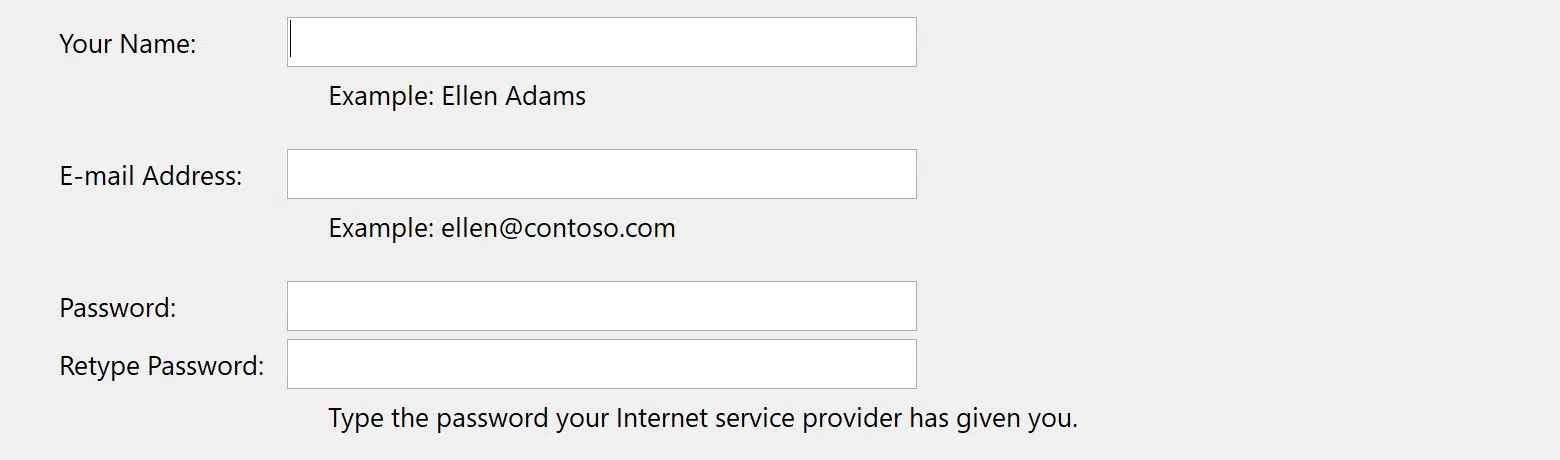 Your Name:
Example: Ellen Adams
E-mail Address:
Example: ellen@contoso.com
Password:
Retype Password:
Type the password your Internet service provider has given you.